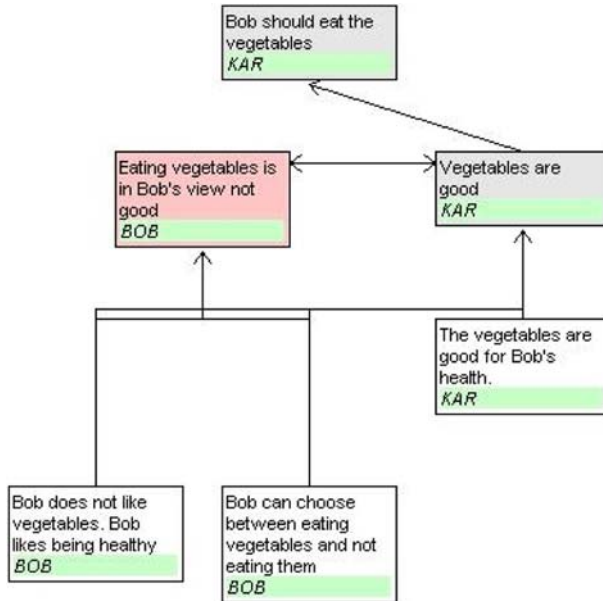 Bob should eat the
vegetables
KAR
Eating vegetables is
in Bob's view not
good
BOB
Vegetables are
good
KAR
The vegetables are
good for Bob's
health.
KAR
Bob does not like
vegetables. Bob
likes being healthy
BOB
Bob can choose
between eating
vegetables and not
eating them
BOB